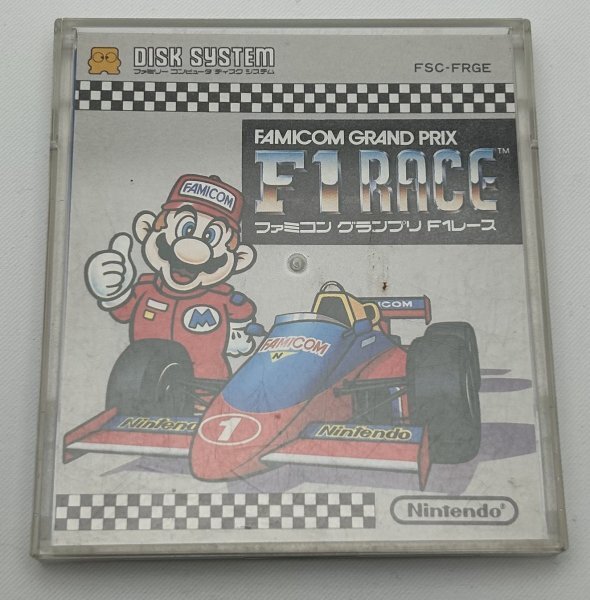 DISK SYSTEM
ファミリー コンピュータ ディスク システム
FSC-FRGE
FAMICOM GRAND PRIX
F1 RACE™
ファミコン グランプリ F1レース
FAMICOM
M
FAMICOM
FAMICOM
N
Nintendo
1
Nintendo
Nintendo®